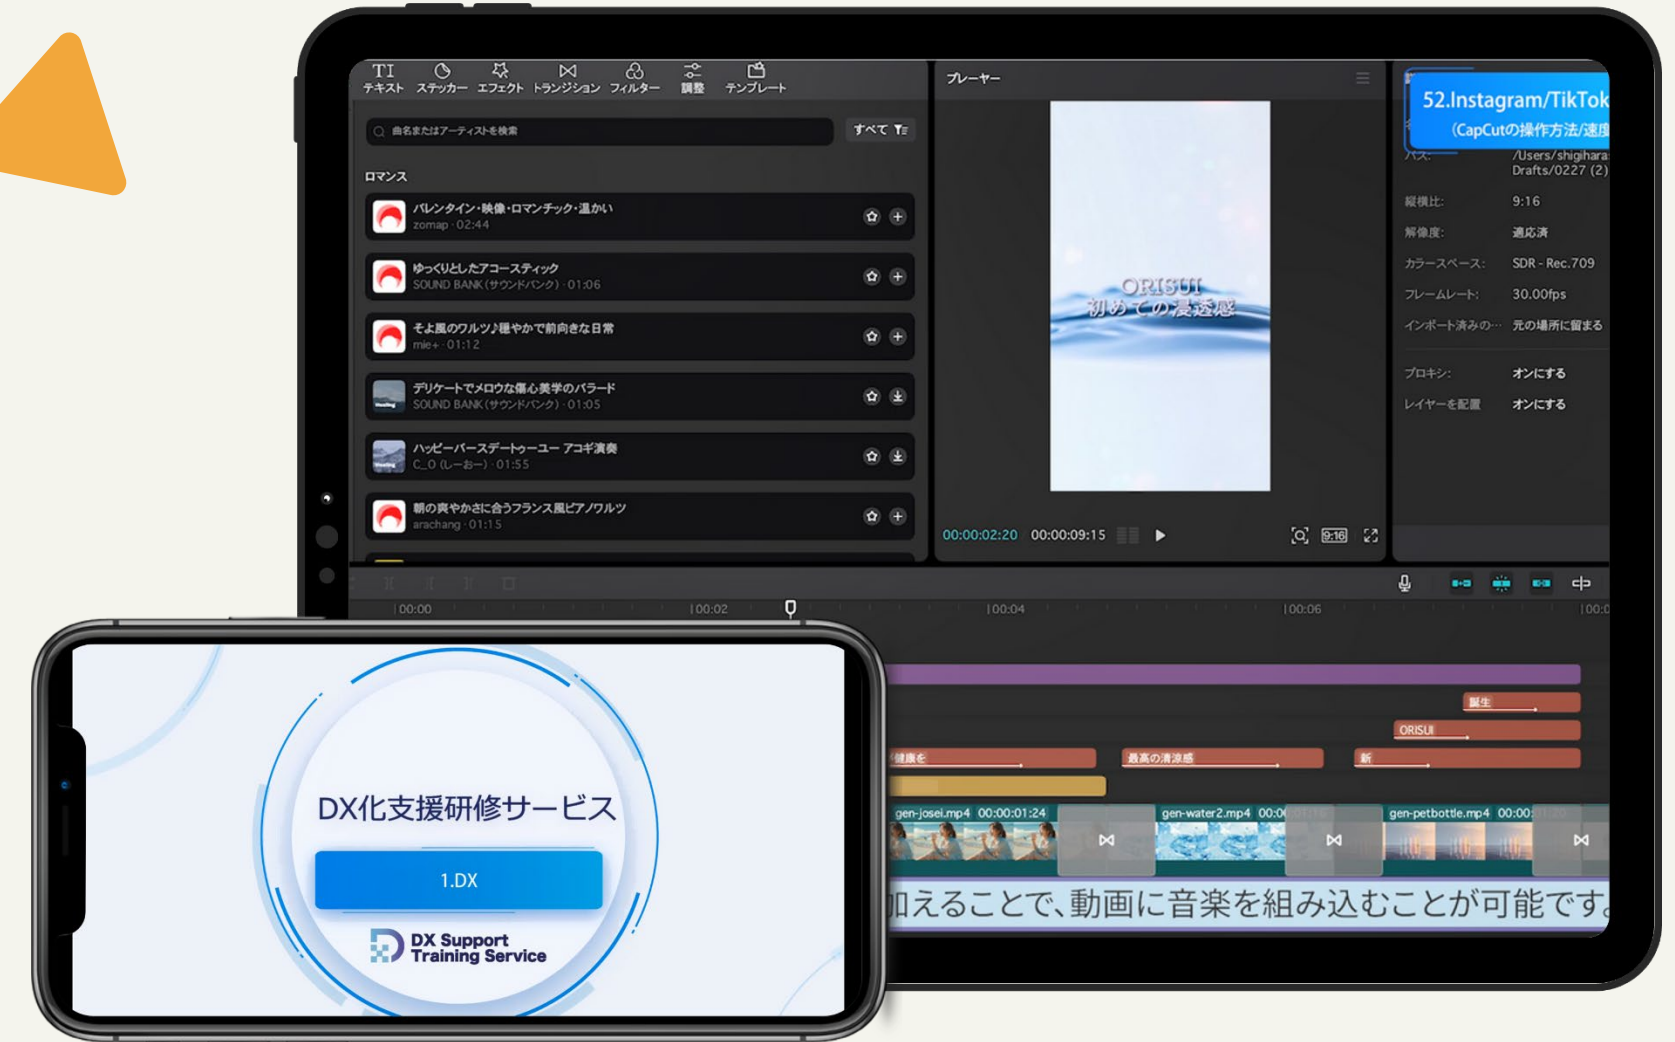 TI
テキスト ステッカー エフェクト トランジション フィルター 調整 テンプレート
曲名またはアーティストを検索
すべて
ロマンス
バレンタイン・映像・ロマンチック・温かい
zomap · 02:44
ゆっくりとしたアコースティック
SOUND BANK (サウンドバンク) · 01:06
そよ風のワルツ♪穏やかで前向きな日常
mie+ · 01:12
デリケートでメロウな傷心美学のバラード
SOUND BANK (サウンドバンク) · 01:05
ハッピーバースデートゥーユー アコギ演奏
C_O (しーおー) · 01:55
朝の爽やかさに合うフランス風ピアノワルツ
arachang · 01:15
プレーヤー
ORISUI
初めての浸透感
00:00:02:20 00:00:09:15
9:16
52.Instagram/TikTok
(CapCutの操作方法/速度
パス: /Users/shigihara
Drafts/0227 (2)
縦横比: 9:16
解像度: 適応済
カラースペース: SDR - Rec.709
フレームレート: 30.00fps
インポート済みの… 元の場所に留まる
プロキシ: オンにする
レイヤーを配置 オンにする
00:00 00:02 00:04 00:06
誕生
ORISUI
健康を 最高の清涼感 新
gen-josei.mp4 00:00:01:24 gen-water2.mp4 gen-petbottle.mp4
加えることで、動画に音楽を組み込むことが可能です。
DX化支援研修サービス
1.DX
DX Support
Training Service